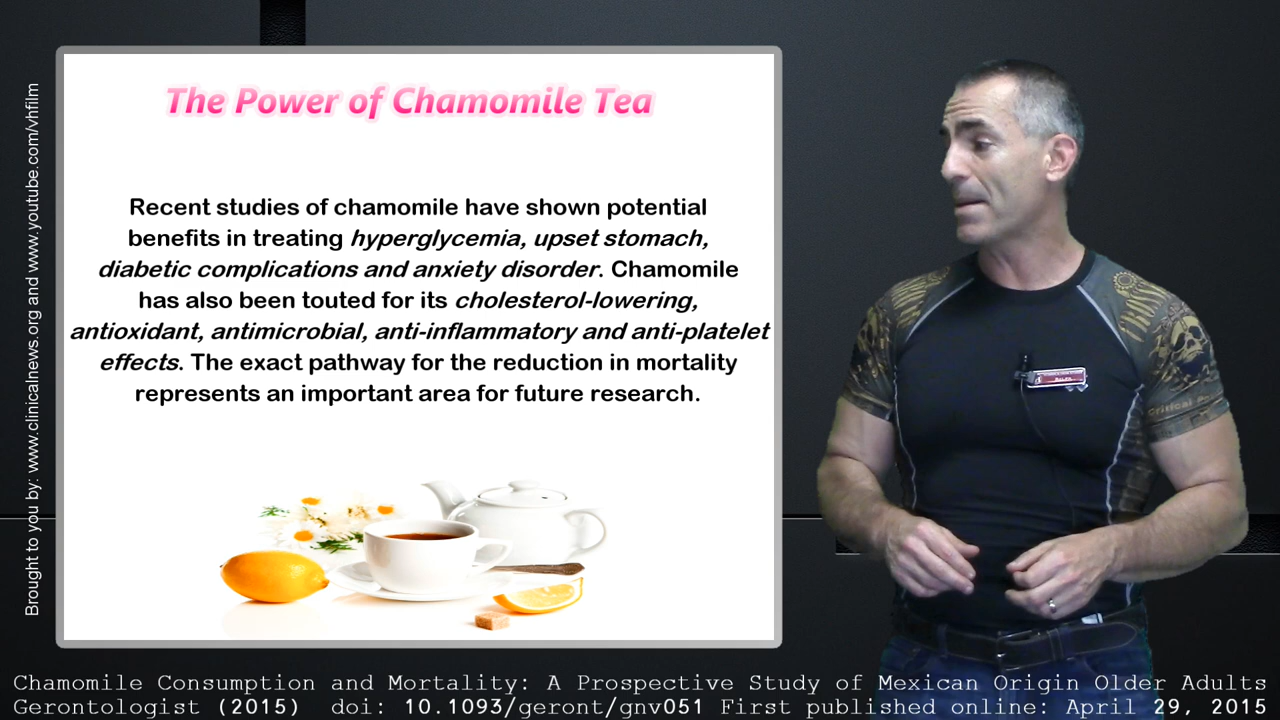 The Power of Chamomile Tea
Recent studies of chamomile have shown potential
benefits in treating hyperglycemia, upset stomach,
diabetic complications and anxiety disorder. Chamomile
has also been touted for its cholesterol-lowering,
antioxidant, antimicrobial, anti-inflammatory and anti-platelet
effects. The exact pathway for the reduction in mortality
represents an important area for future research.
Brought to you by: www.clinicalnews.org and www.youtube.com/vhfilm
Critical
Chamomile Consumption and Mortality: A Prospective Study of Mexican Origin Older Adults
Gerontologist (2015) doi: 10.1093/geront/gnv051 First published online: April 29, 2015